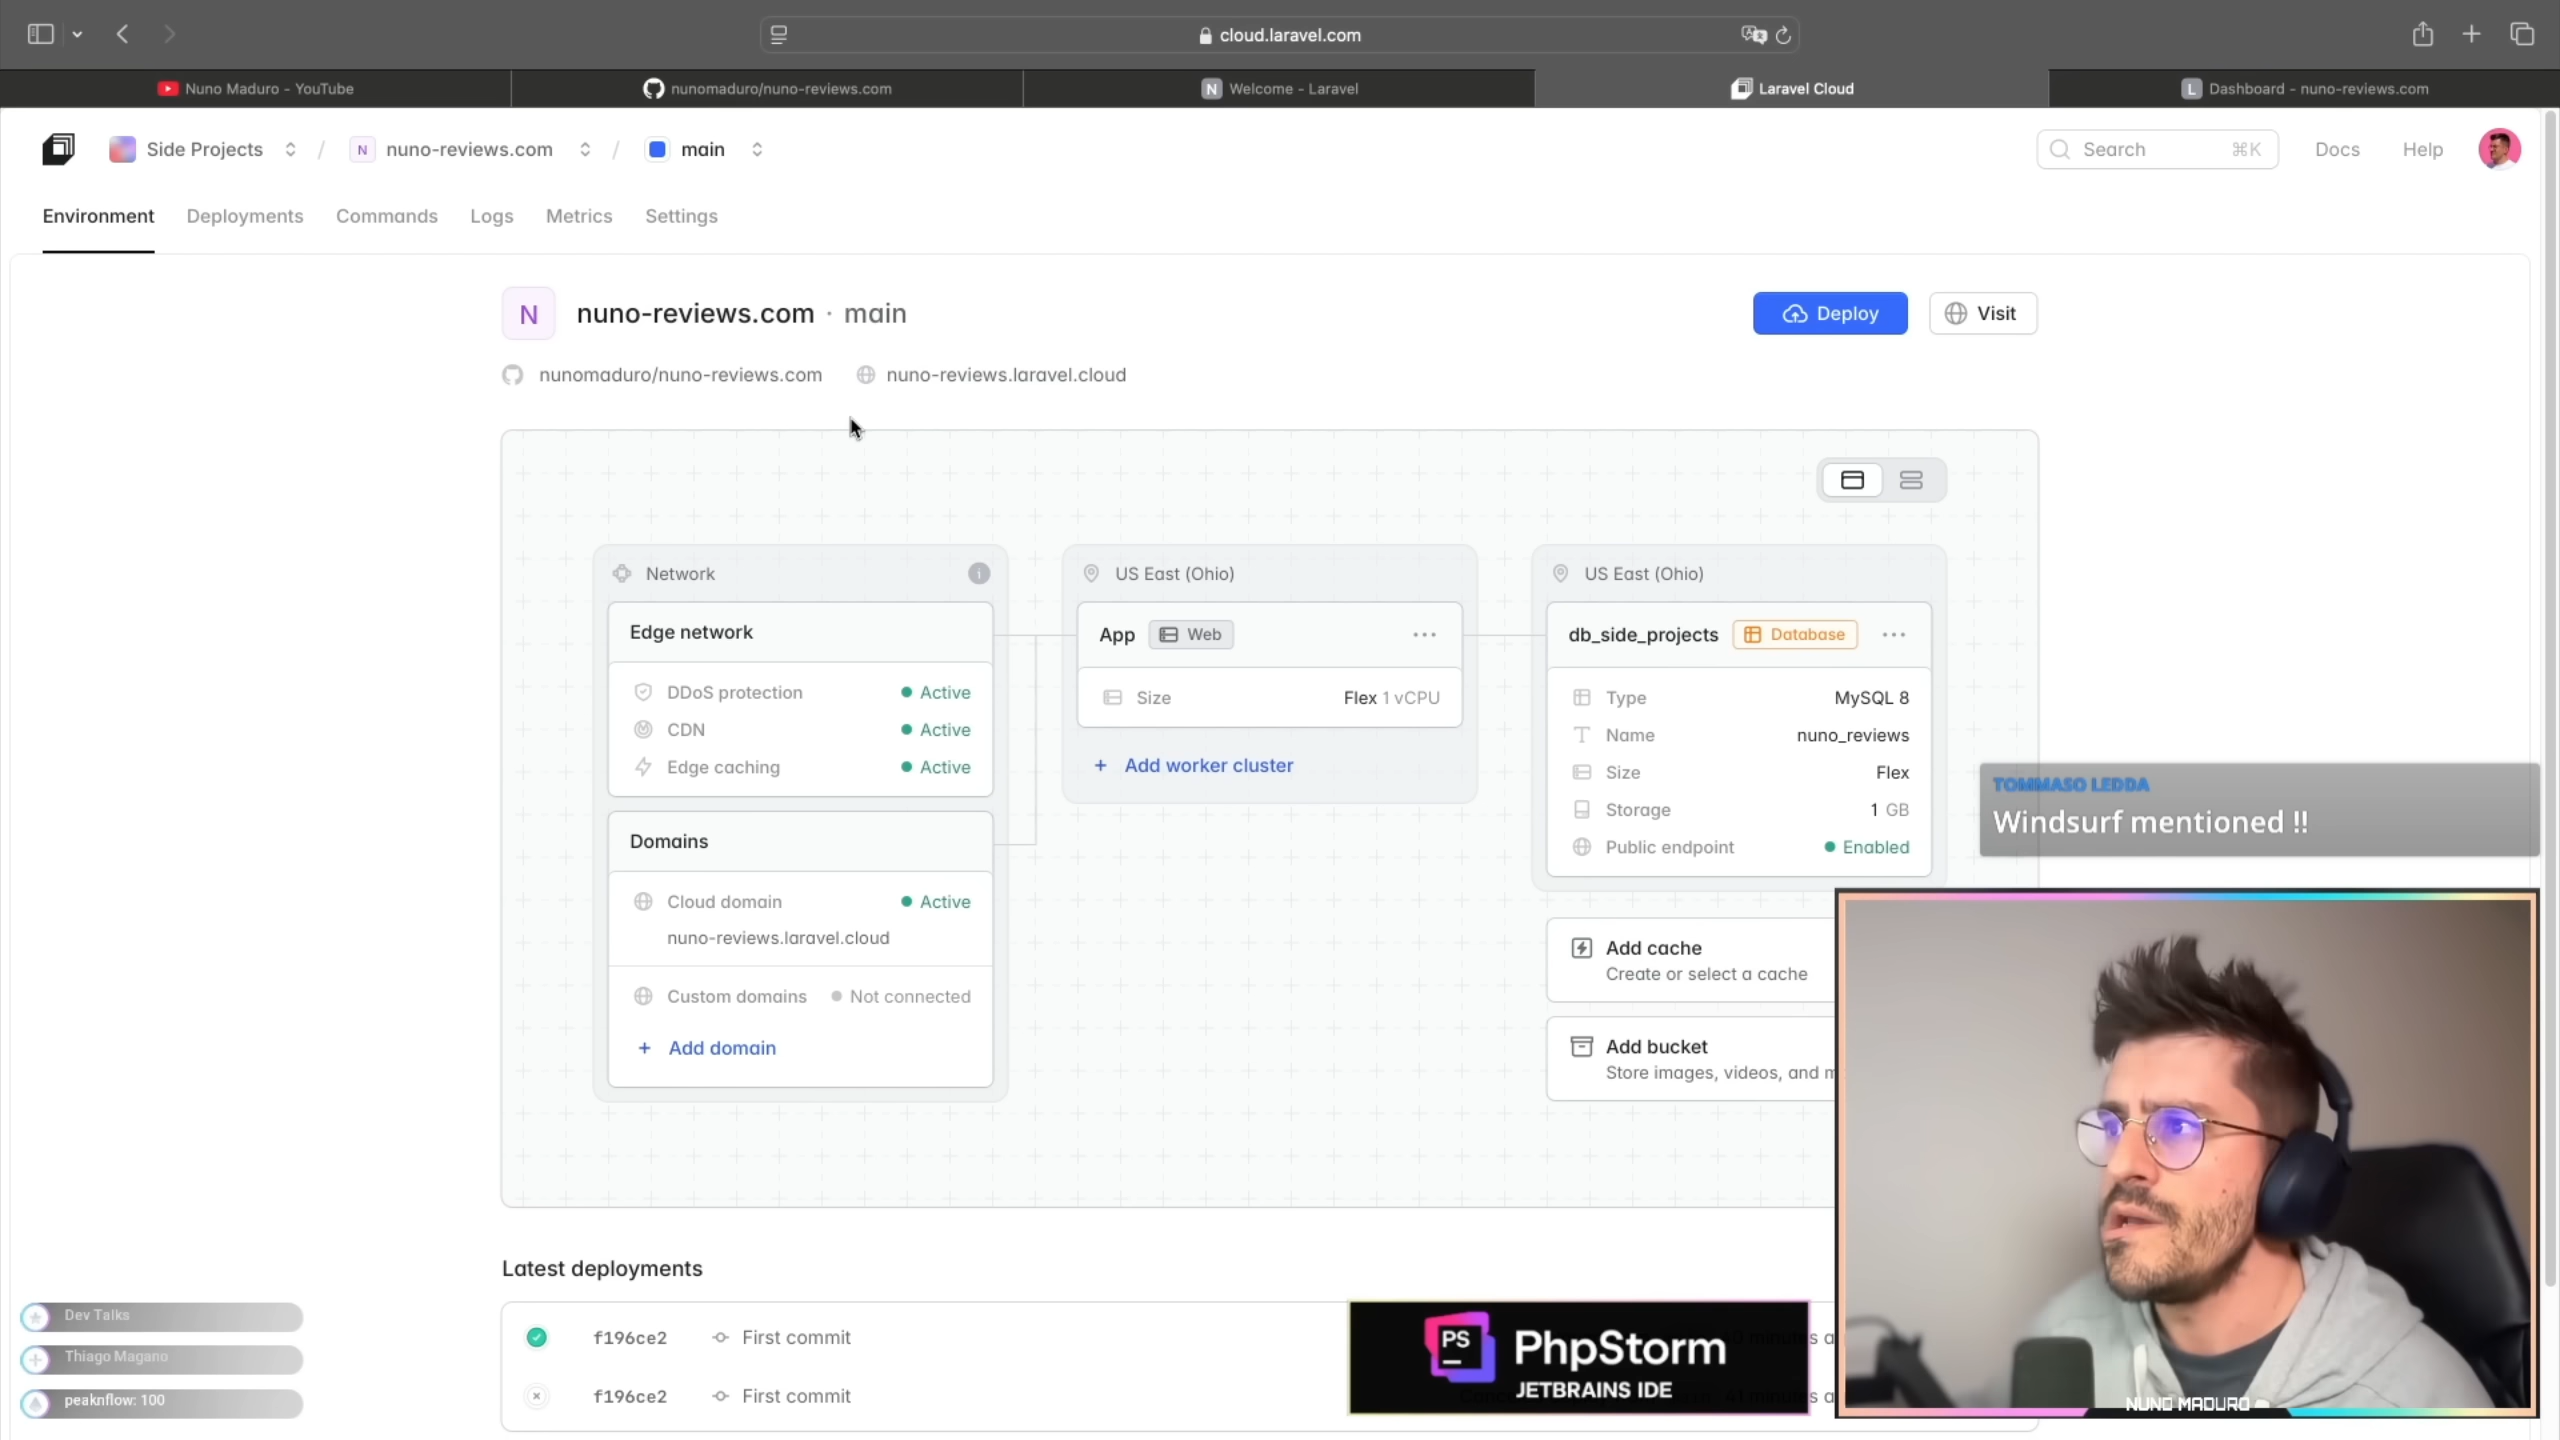 cloud.laravel.com
Nuno Maduro - YouTube
nunomaduro/nuno-reviews.com
N Welcome - Laravel
Laravel Cloud
L Dashboard - nuno-reviews.com
Side Projects / N nuno-reviews.com / main
Search ⌘K
Docs
Help
Environment
Deployments
Commands
Logs
Metrics
Settings
N nuno-reviews.com · main
Deploy
Visit
nunomaduro/nuno-reviews.com
nuno-reviews.laravel.cloud
Network
Edge network
DDoS protection Active
CDN Active
Edge caching Active
Domains
Cloud domain Active
nuno-reviews.laravel.cloud
Custom domains Not connected
+ Add domain
US East (Ohio)
App Web ...
Size Flex 1 vCPU
+ Add worker cluster
US East (Ohio)
db_side_projects Database ...
Type MySQL 8
Name nuno_reviews
Size Flex
Storage 1 GB
Public endpoint Enabled
Add cache
Create or select a cache
Add bucket
Store images, videos, and
TOMMASO LEDDA
Windsurf mentioned !!
Latest deployments
f196ce2 First commit
f196ce2 First commit
Dev Talks
Thiago Magano
peaknflow: 100
PS PhpStorm
JETBRAINS IDE
NUNO MADURO